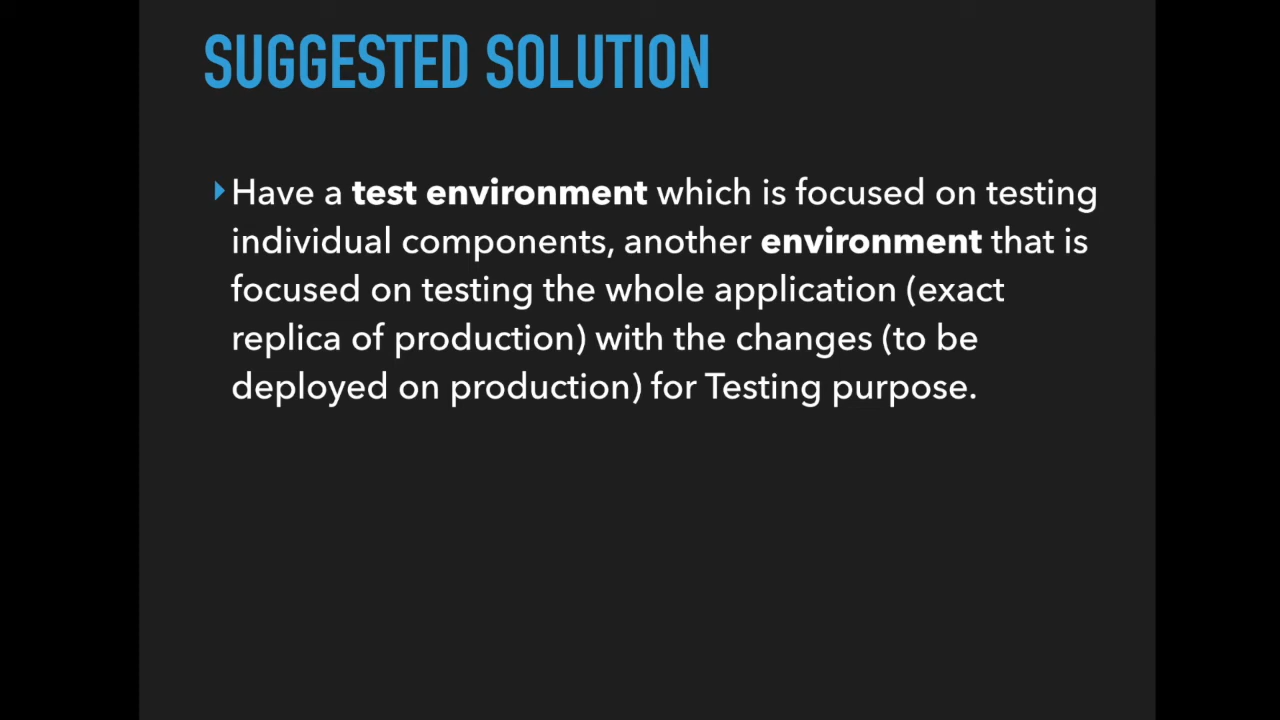 SUGGESTED SOLUTION
Have a test environment which is focused on testing
individual components, another environment that is
focused on testing the whole application (exact
replica of production) with the changes (to be
deployed on production) for Testing purpose.